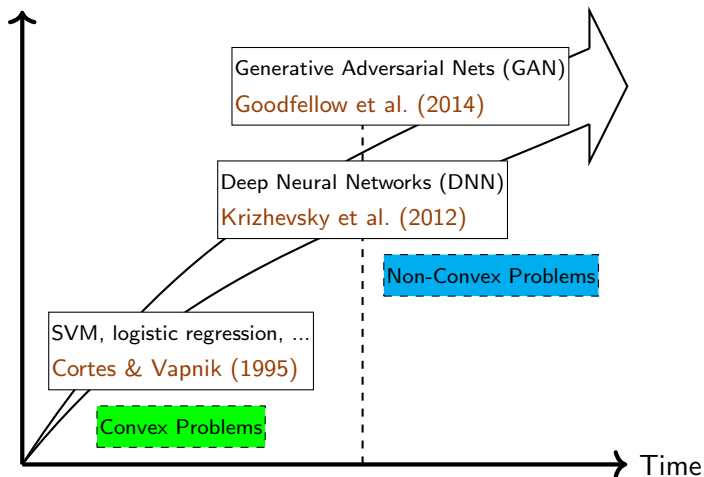 Generative Adversarial Nets (GAN)
Goodfellow et al. (2014)
Deep Neural Networks (DNN)
Krizhevsky et al. (2012)
Non-Convex Problems
SVM, logistic regression, ...
Cortes & Vapnik (1995)
Convex Problems
Time